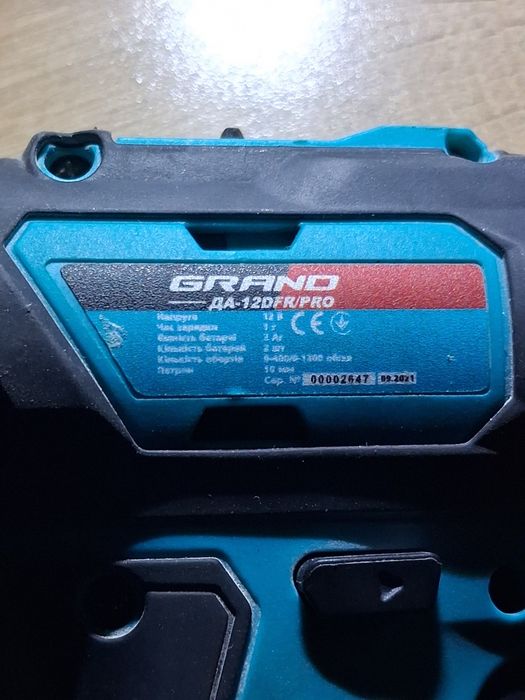 GRAND
ДА-12DFR/PRO
Напруга 12 В
Час зарядки 1 г
Ємність батареї 2 Аг
Кількість батарей 2 шт
Кількість обертів 0-400/0-1300 об/хв
Патрон 10 мм
CE
Сер. № 00002647 09.2021